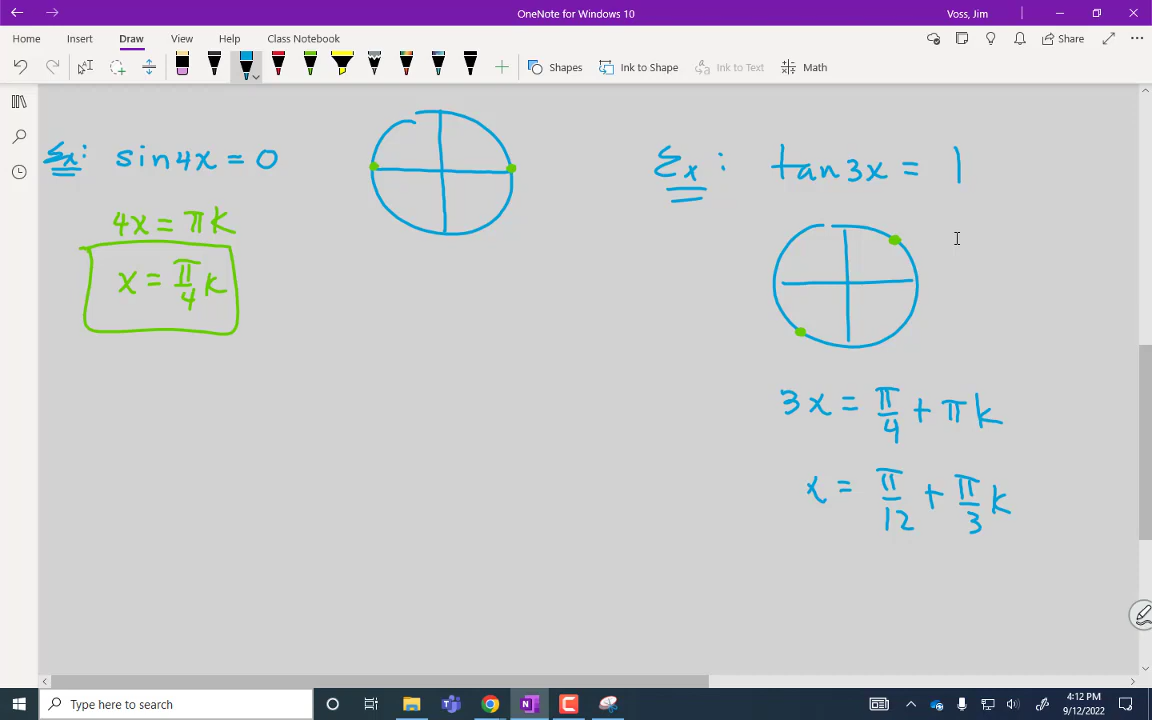 OneNote for Windows 10
Voss, Jim
Home Insert Draw View Help Class Notebook
Share
Shapes Ink to Shape Ink to Text Math
Ex: sin4x = 0
4x = πk
x = π/4 k
Ex: tan3x = 1
3x = π/4 + πk
x = π/12 + π/3 k
Type here to search
4:12 PM
9/12/2022